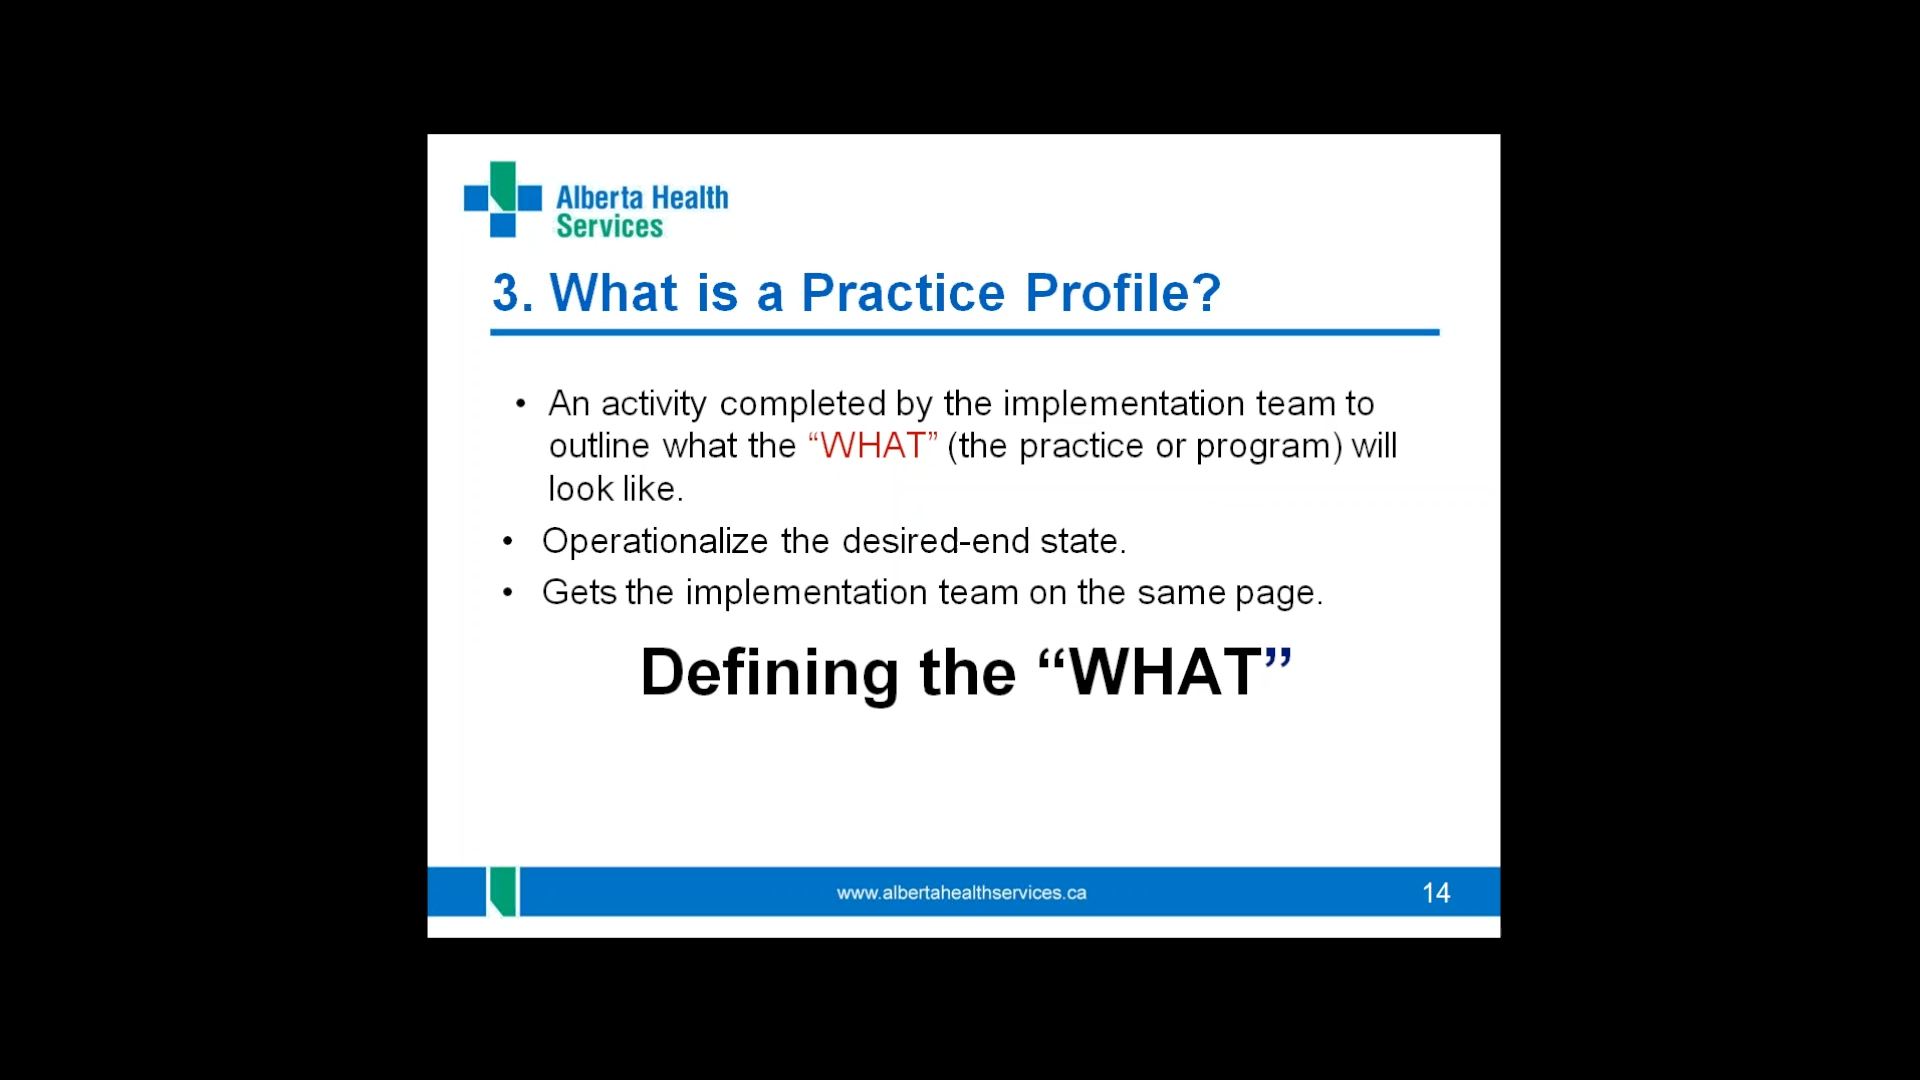 Alberta Health
Services
3. What is a Practice Profile?
• An activity completed by the implementation team to
outline what the “WHAT” (the practice or program) will
look like.
• Operationalize the desired-end state.
• Gets the implementation team on the same page.
Defining the “WHAT”
www.albertahealthservices.ca
14